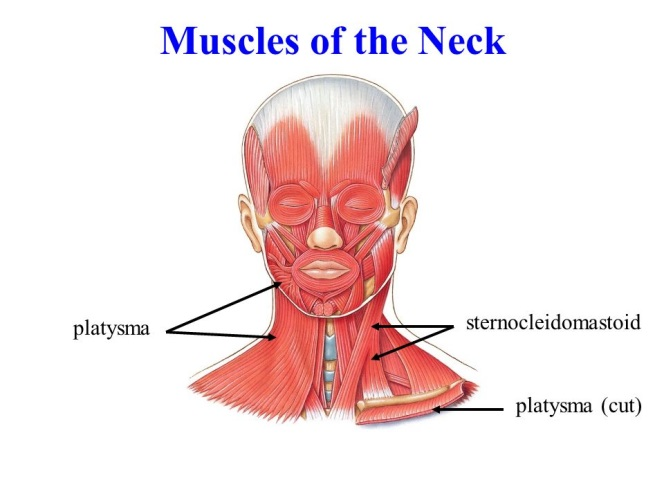 Muscles of the Neck
platysma
sternocleidomastoid
platysma (cut)